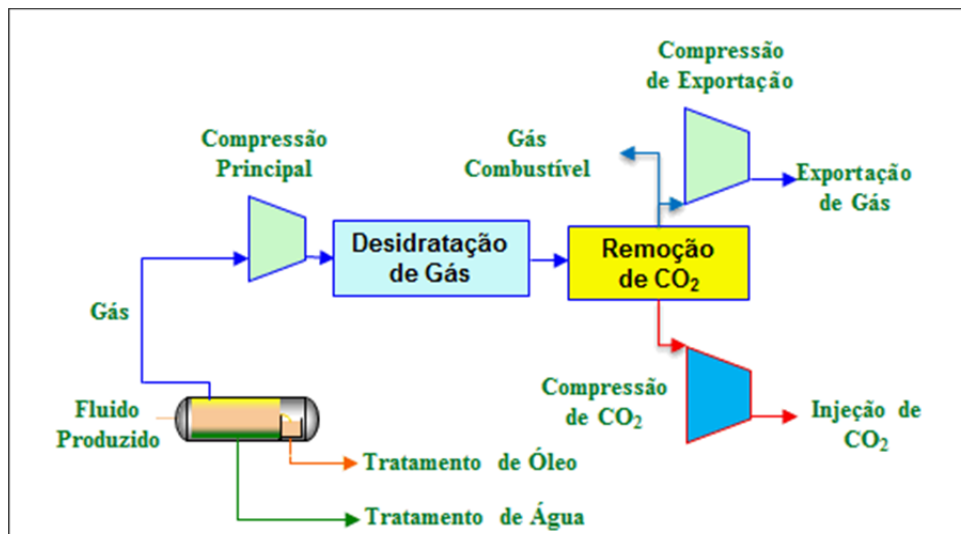 Compressão
de Exportação
Compressão
Principal
Gás
Combustível
Exportação
de Gás
Desidratação
de Gás
Remoção
de CO₂
Gás
Fluido
Produzido
Compressão
de CO₂
Injeção de
CO₂
Tratamento de Óleo
Tratamento de Água